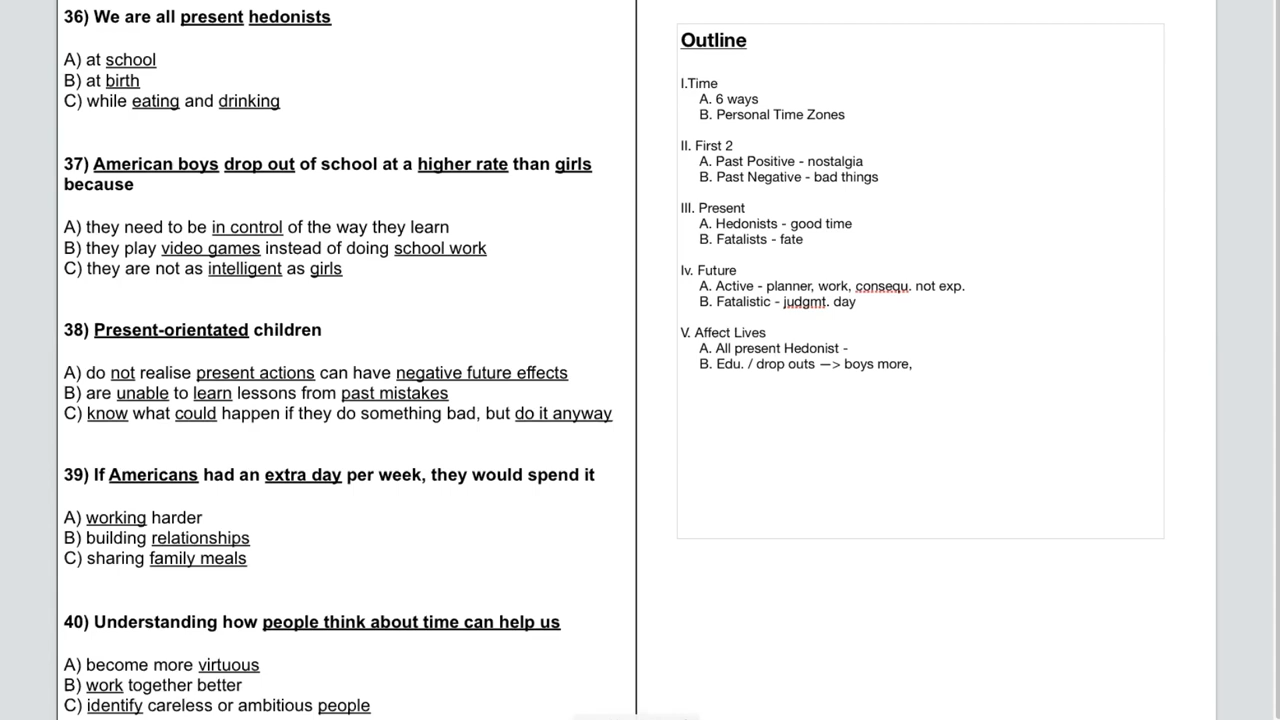 36) We are all present hedonists
A) at school
B) at birth
C) while eating and drinking
37) American boys drop out of school at a higher rate than girls
because
A) they need to be in control of the way they learn
B) they play video games instead of doing school work
C) they are not as intelligent as girls
38) Present-orientated children
A) do not realise present actions can have negative future effects
B) are unable to learn lessons from past mistakes
C) know what could happen if they do something bad, but do it anyway
39) If Americans had an extra day per week, they would spend it
A) working harder
B) building relationships
C) sharing family meals
40) Understanding how people think about time can help us
A) become more virtuous
B) work together better
C) identify careless or ambitious people
Outline
I.Time
A. 6 ways
B. Personal Time Zones
II. First 2
A. Past Positive - nostalgia
B. Past Negative - bad things
III. Present
A. Hedonists - good time
B. Fatalists - fate
Iv. Future
A. Active - planner, work, consequ. not exp.
B. Fatalistic - judgmt. day
V. Affect Lives
A. All present Hedonist -
B. Edu. / drop outs —> boys more,